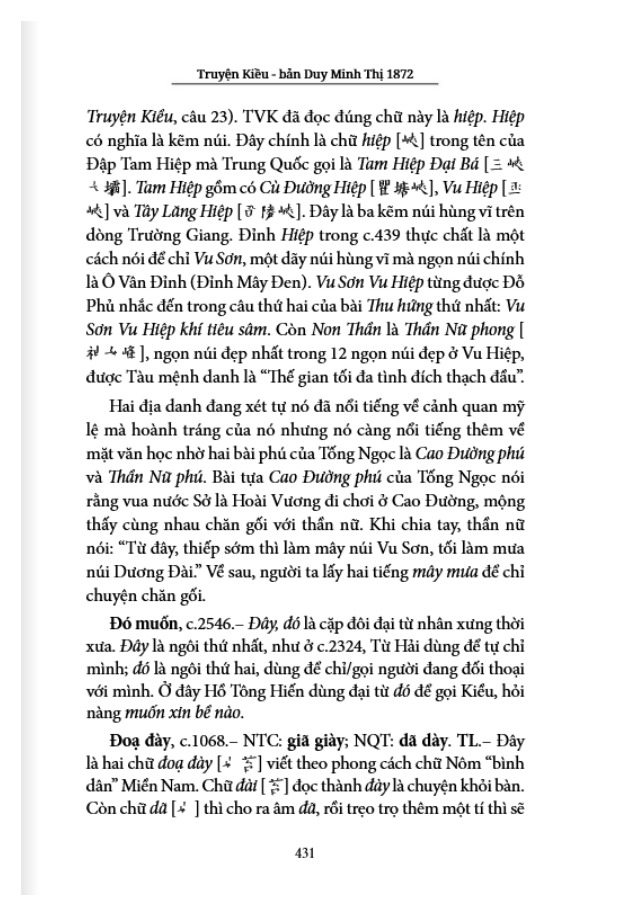 Truyện Kiều - bản Duy Minh Thị 1872
Truyện Kiều, câu 23). TVK đã đọc đúng chữ này là hiệp. Hiệp
có nghĩa là kẽm núi. Đây chính là chữ hiệp [峽] trong tên của
Đập Tam Hiệp mà Trung Quốc gọi là Tam Hiệp Đại Bá [三 峽
大 壩]. Tam Hiệp gồm có Cù Đường Hiệp [瞿 塘 峽], Vu Hiệp [巫
峽] và Tây Lăng Hiệp [西 陵 峽]. Đây là ba kẽm núi hùng vĩ trên
dòng Trường Giang. Đỉnh Hiệp trong c.439 thực chất là một
cách nói để chỉ Vu Sơn, một dãy núi hùng vĩ mà ngọn núi chính
là Ô Vân Đỉnh (Đỉnh Mây Đen). Vu Sơn Vu Hiệp từng được Đỗ
Phủ nhắc đến trong câu thứ hai của bài Thu hứng thứ nhất: Vu
Sơn Vu Hiệp khí tiêu sâm. Còn Non Thần là Thần Nữ phong [
神 女 峰 ], ngọn núi đẹp nhất trong 12 ngọn núi đẹp ở Vu Hiệp,
được Tàu mệnh danh là “Thế gian tối đa tình đích thạch đầu”.
Hai địa danh đang xét tự nó đã nổi tiếng về cảnh quan mỹ
lệ mà hoành tráng của nó nhưng nó càng nổi tiếng thêm về
mặt văn học nhờ hai bài phú của Tống Ngọc là Cao Đường phú
và Thần Nữ phú. Bài tựa Cao Đường phú của Tống Ngọc nói
rằng vua nước Sở là Hoài Vương đi chơi ở Cao Đường, mộng
thấy cùng nhau chăn gối với thần nữ. Khi chia tay, thần nữ
nói: “Từ đây, thiếp sớm thì làm mây núi Vu Sơn, tối làm mưa
núi Dương Đài.” Về sau, người ta lấy hai tiếng mây mưa để chỉ
chuyện chăn gối.
Đó muốn, c.2546.– Đây, đó là cặp đôi đại từ nhân xưng thời
xưa. Đây là ngôi thứ nhất, như ở c.2324, Từ Hải dùng để tự chỉ
mình; đó là ngôi thứ hai, dùng để chỉ/gọi người đang đối thoại
với mình. Ở đây Hồ Tông Hiến dùng đại từ đó để gọi Kiều, hỏi
nàng muốn xin bề nào.
Đoạ đày, c.1068.– NTC: giã giày; NQT: dã dày. TL.– Đây
là hai chữ đoạ đày [ 苔] viết theo phong cách chữ Nôm “bình
dân” Miền Nam. Chữ đài [苔] đọc thành đày là chuyện khỏi bàn.
Còn chữ dã [ ] thì cho ra âm đã, rồi trẹo trọ thêm một tí thì sẽ
431